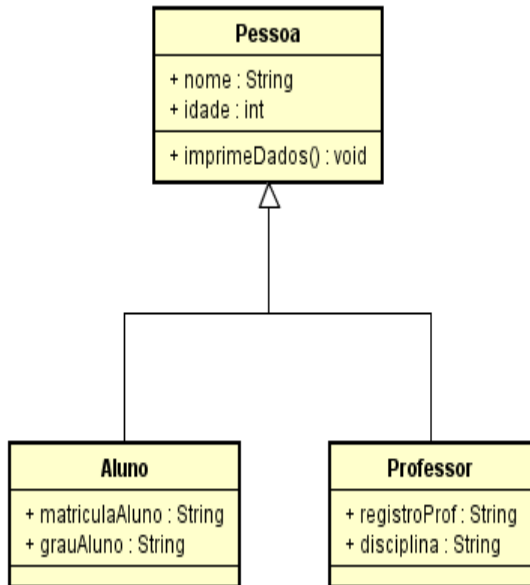 Pessoa
+ nome : String
+ idade : int
+ imprimeDados() : void
Aluno
+ matriculaAluno : String
+ grauAluno : String
Professor
+ registroProf : String
+ disciplina : String